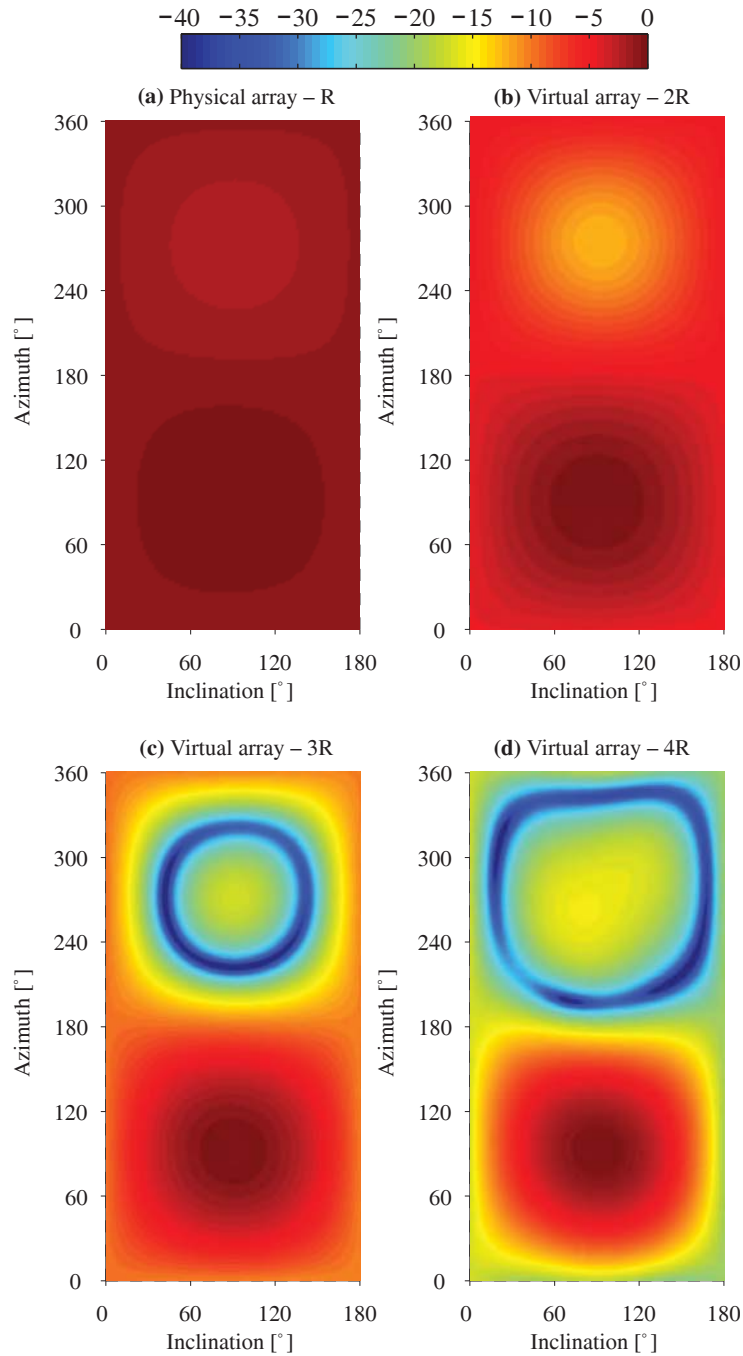 −40 −35 −30 −25 −20 −15 −10 −5 0
(a) Physical array – R
(b) Virtual array – 2R
360
300
240
180
120
60
0
Azimuth [°]
0 60 120 180
Inclination [°]
360
300
240
180
120
60
0
Azimuth [°]
0 60 120 180
Inclination [°]
(c) Virtual array – 3R
(d) Virtual array – 4R
360
300
240
180
120
60
0
Azimuth [°]
0 60 120 180
Inclination [°]
360
300
240
180
120
60
0
Azimuth [°]
0 60 120 180
Inclination [°]